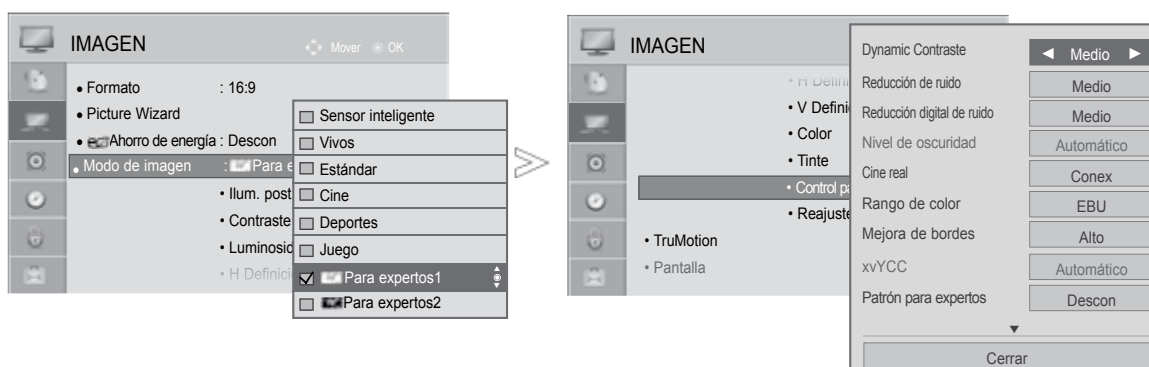 IMAGEN
Mover OK
• Formato : 16:9
• Picture Wizard
• Ahorro de energía : Descon
• Modo de imagen : Para e
• Ilum. post
• Contraste
• Luminosid
• H Definici
Sensor inteligente
Vivos
Estándar
Cine
Deportes
Juego
Para expertos1
Para expertos2
IMAGEN
• H Defini
• V Defini
• Color
• Tinte
• Control pa
• Reajuste
• TruMotion
• Pantalla
Dynamic Contraste ◄ Medio ►
Reducción de ruido Medio
Reducción digital de ruido Medio
Nivel de oscuridad Automático
Cine real Conex
Rango de color EBU
Mejora de bordes Alto
xvYCC Automático
Patrón para expertos Descon
▼
Cerrar